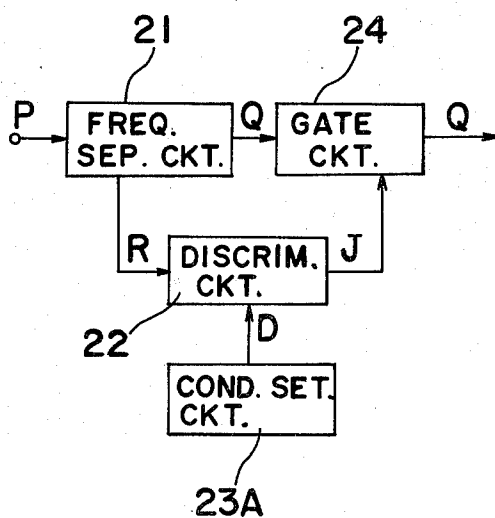 21
24
P
FREQ.
SEP. CKT.
Q
GATE
CKT.
Q
R
DISCRIM.
CKT.
J
22
D
COND. SET.
CKT.
23A